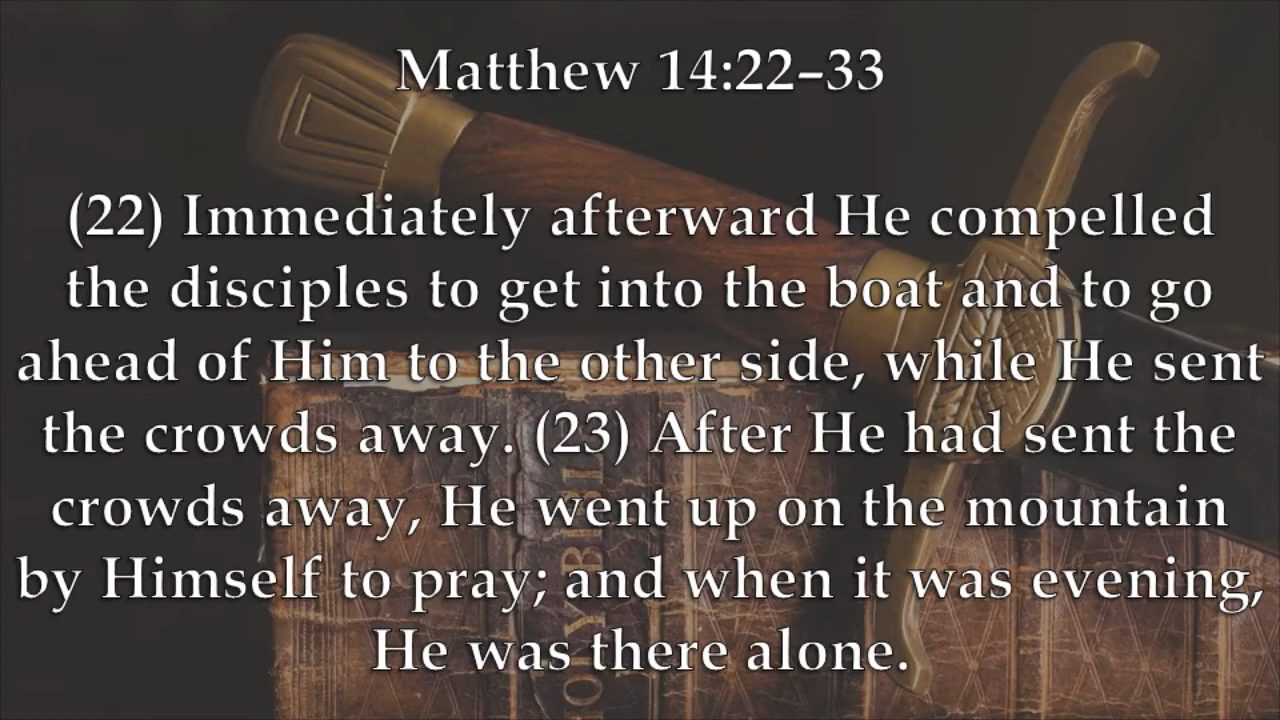 Matthew 14:22–33
(22) Immediately afterward He compelled
the disciples to get into the boat and to go
ahead of Him to the other side, while He sent
the crowds away. (23) After He had sent the
crowds away, He went up on the mountain
by Himself to pray; and when it was evening,
He was there alone.